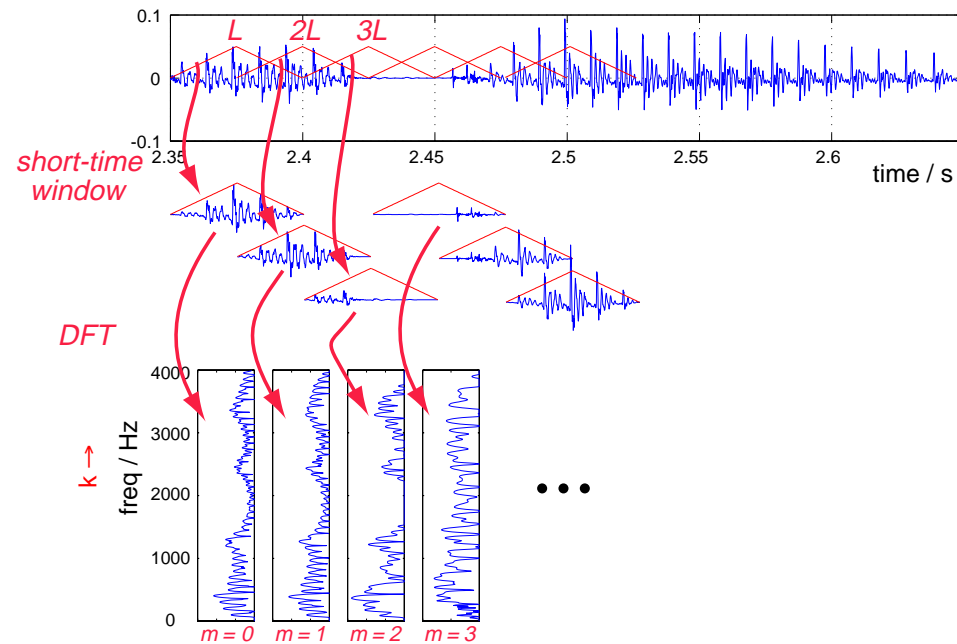 0.1
L 2L 3L
0
-0.1
2.35 2.4 2.45 2.5 2.55 2.6
time / s
short-time
window
DFT
4000
3000
2000
1000
0
k →
freq / Hz
• • •
m = 0 m = 1 m = 2 m = 3